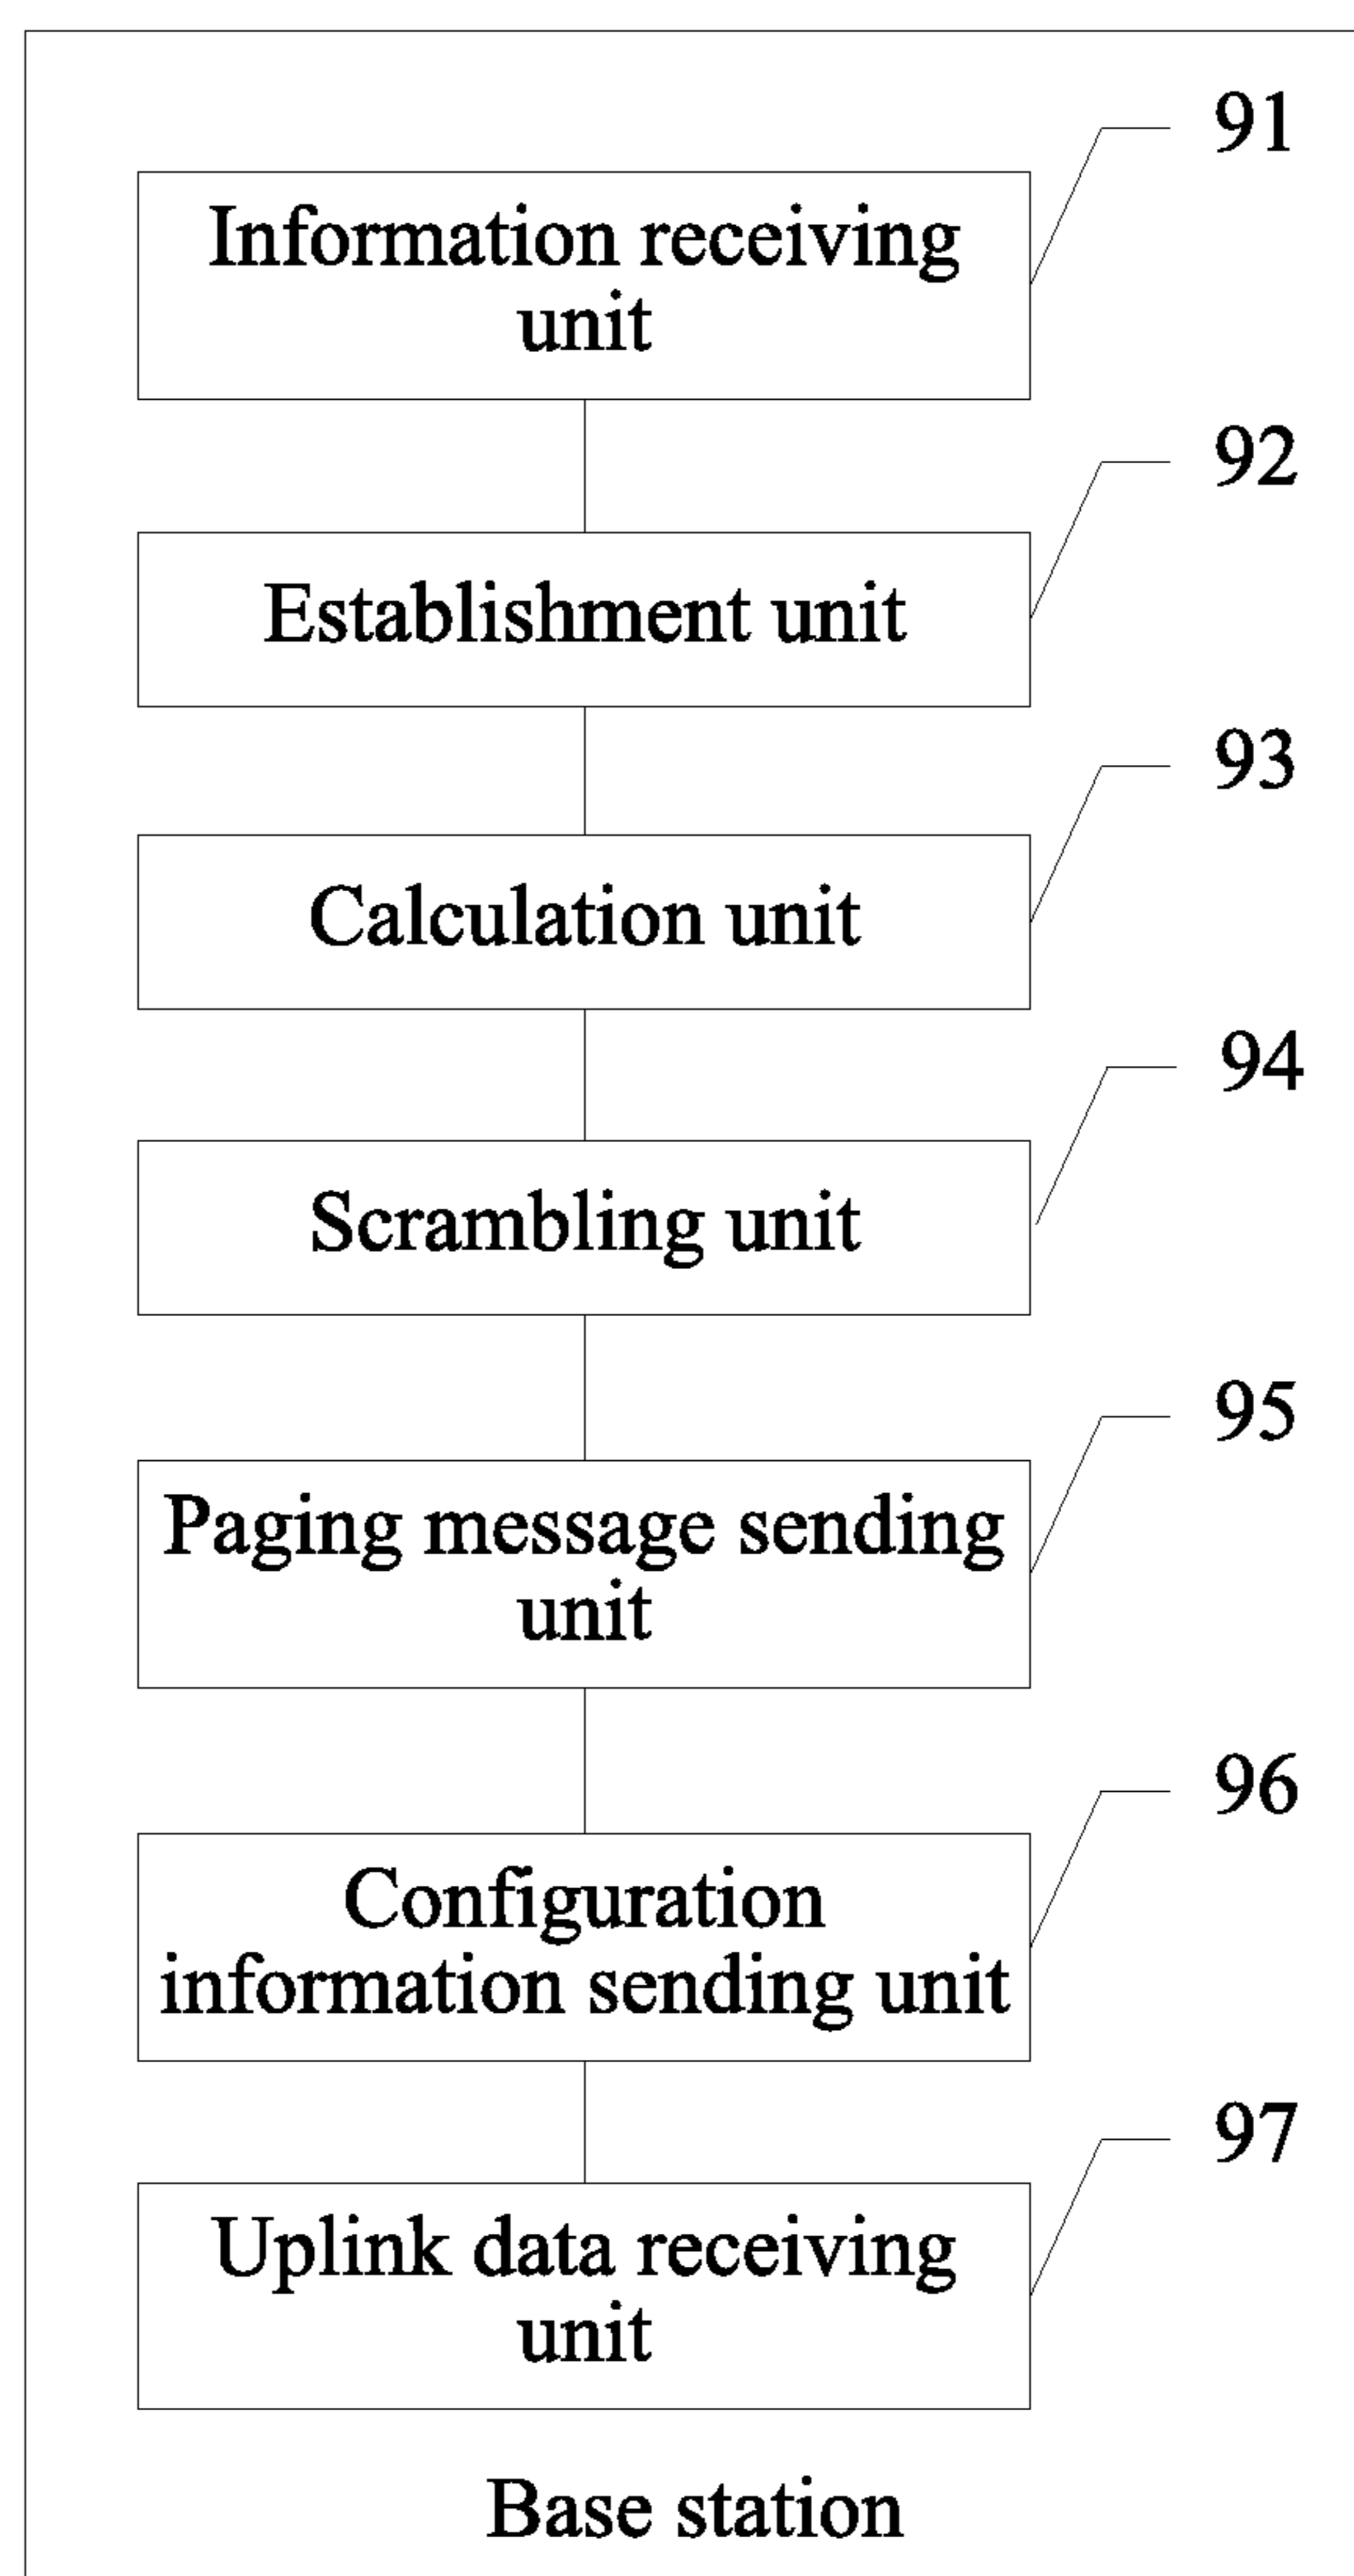 91
Information receiving
unit
92
Establishment unit
93
Calculation unit
94
Scrambling unit
95
Paging message sending
unit
96
Configuration
information sending unit
97
Uplink data receiving
unit
Base station